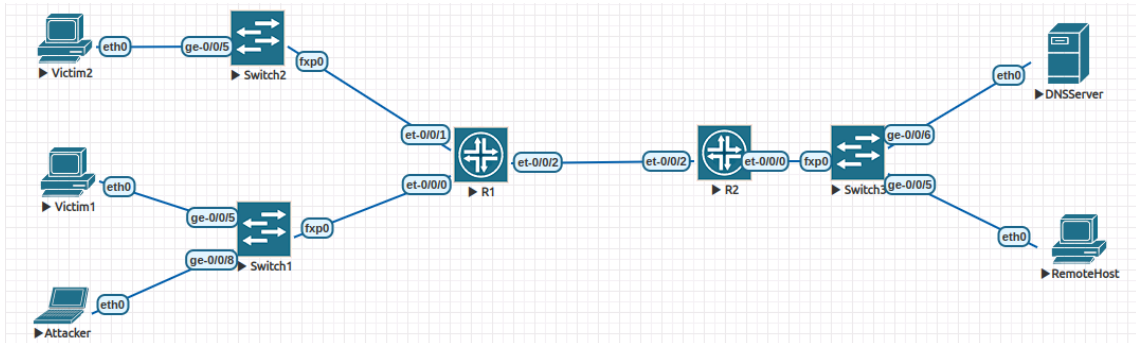 eth0
ge-0/0/5
▶ Victim2
▶ Switch2
fxp0
eth0
▶DNSServer
et-0/0/1
et-0/0/2
et-0/0/2
et-0/0/0
fxp0
ge-0/0/6
▶ R1
▶ R2
▶ Switch3
ge-0/0/5
et-0/0/0
eth0
▶ Victim1
ge-0/0/5
fxp0
eth0
▶RemoteHost
ge-0/0/8
▶ Switch1
eth0
▶Attacker